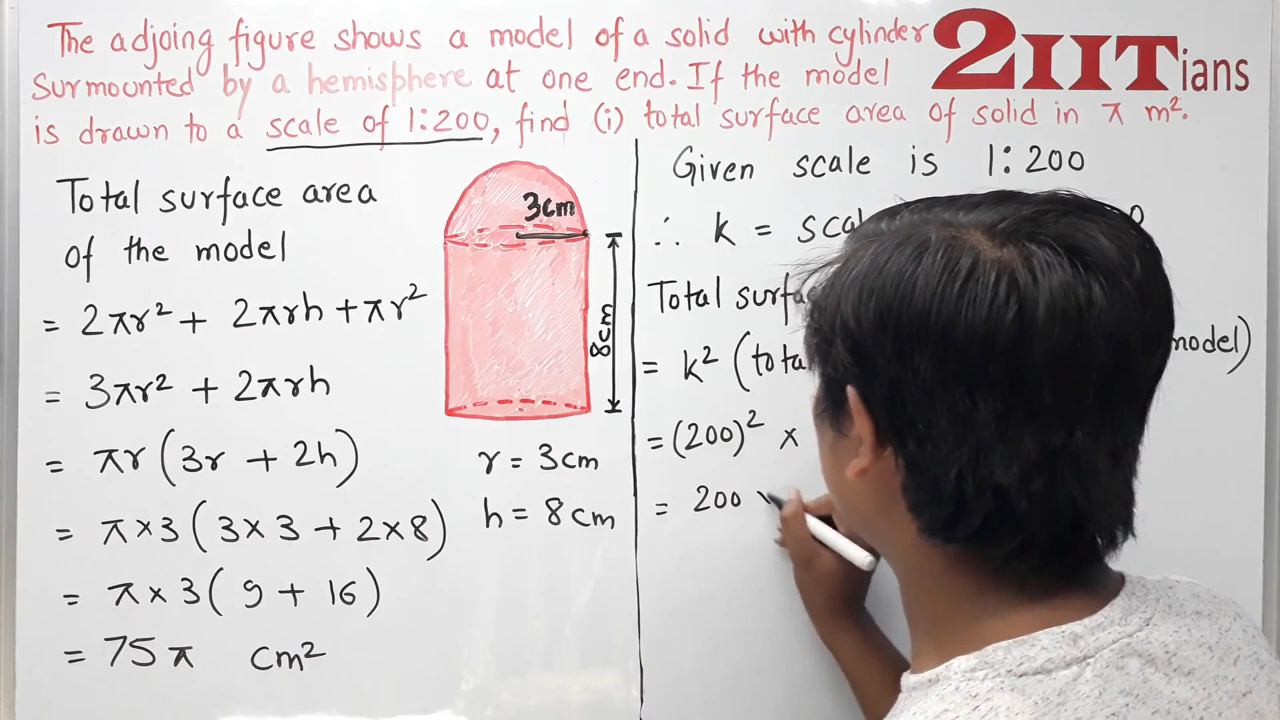 The adjoing figure shows a model of a solid with cylinder
surmounted by a hemisphere at one end. If the model
is drawn to a scale of 1:200, find (i) total surface area of solid in π m².
2IITians
Total surface area
of the model
= 2πr² + 2πrh + πr²
= 3πr² + 2πrh
= πr (3r + 2h)
= π×3 (3×3 + 2×8)
= π×3 (9 + 16)
= 75π cm²
3cm
8cm
r = 3cm
h = 8cm
Given scale is 1:200
∴ k =
Total
= k² (model)
= (200)² ×
= 200